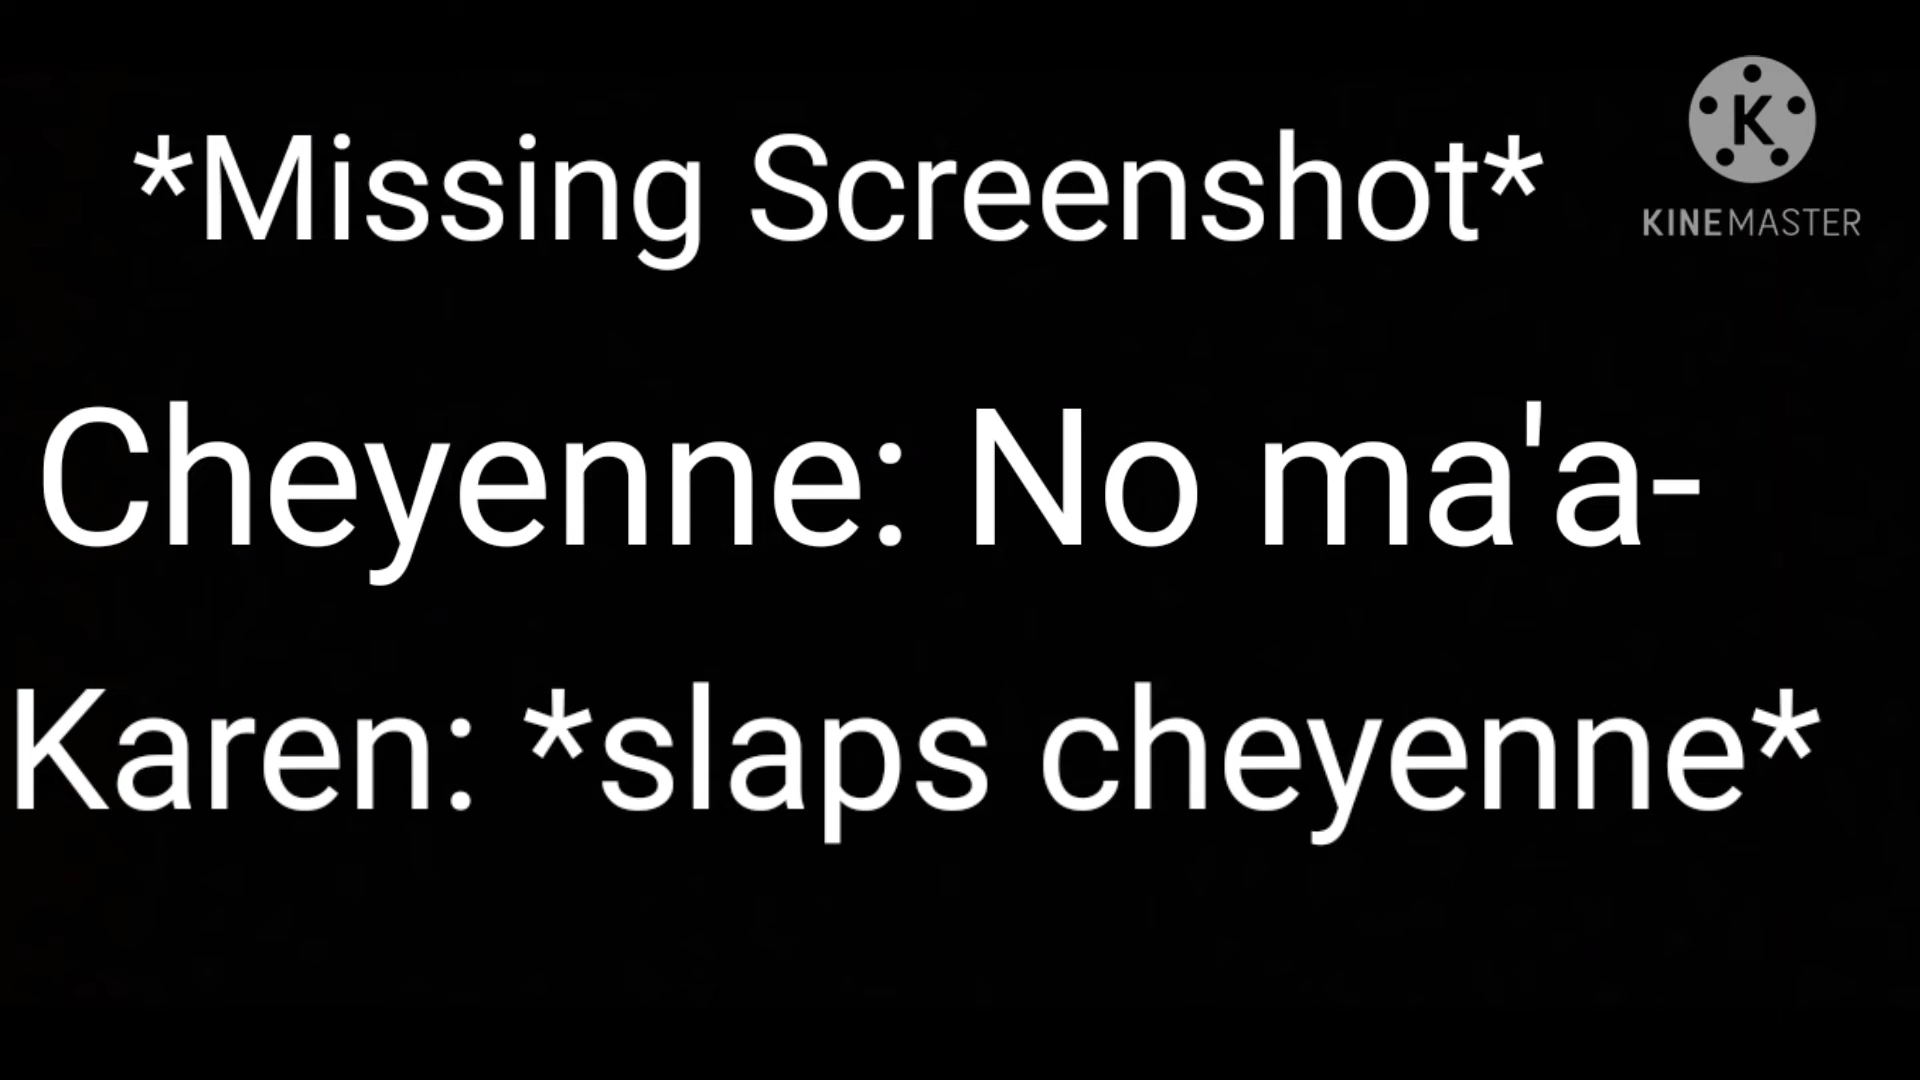 *Missing Screenshot*
K
KINEMASTER
Cheyenne: No ma'a-
Karen: *slaps cheyenne*